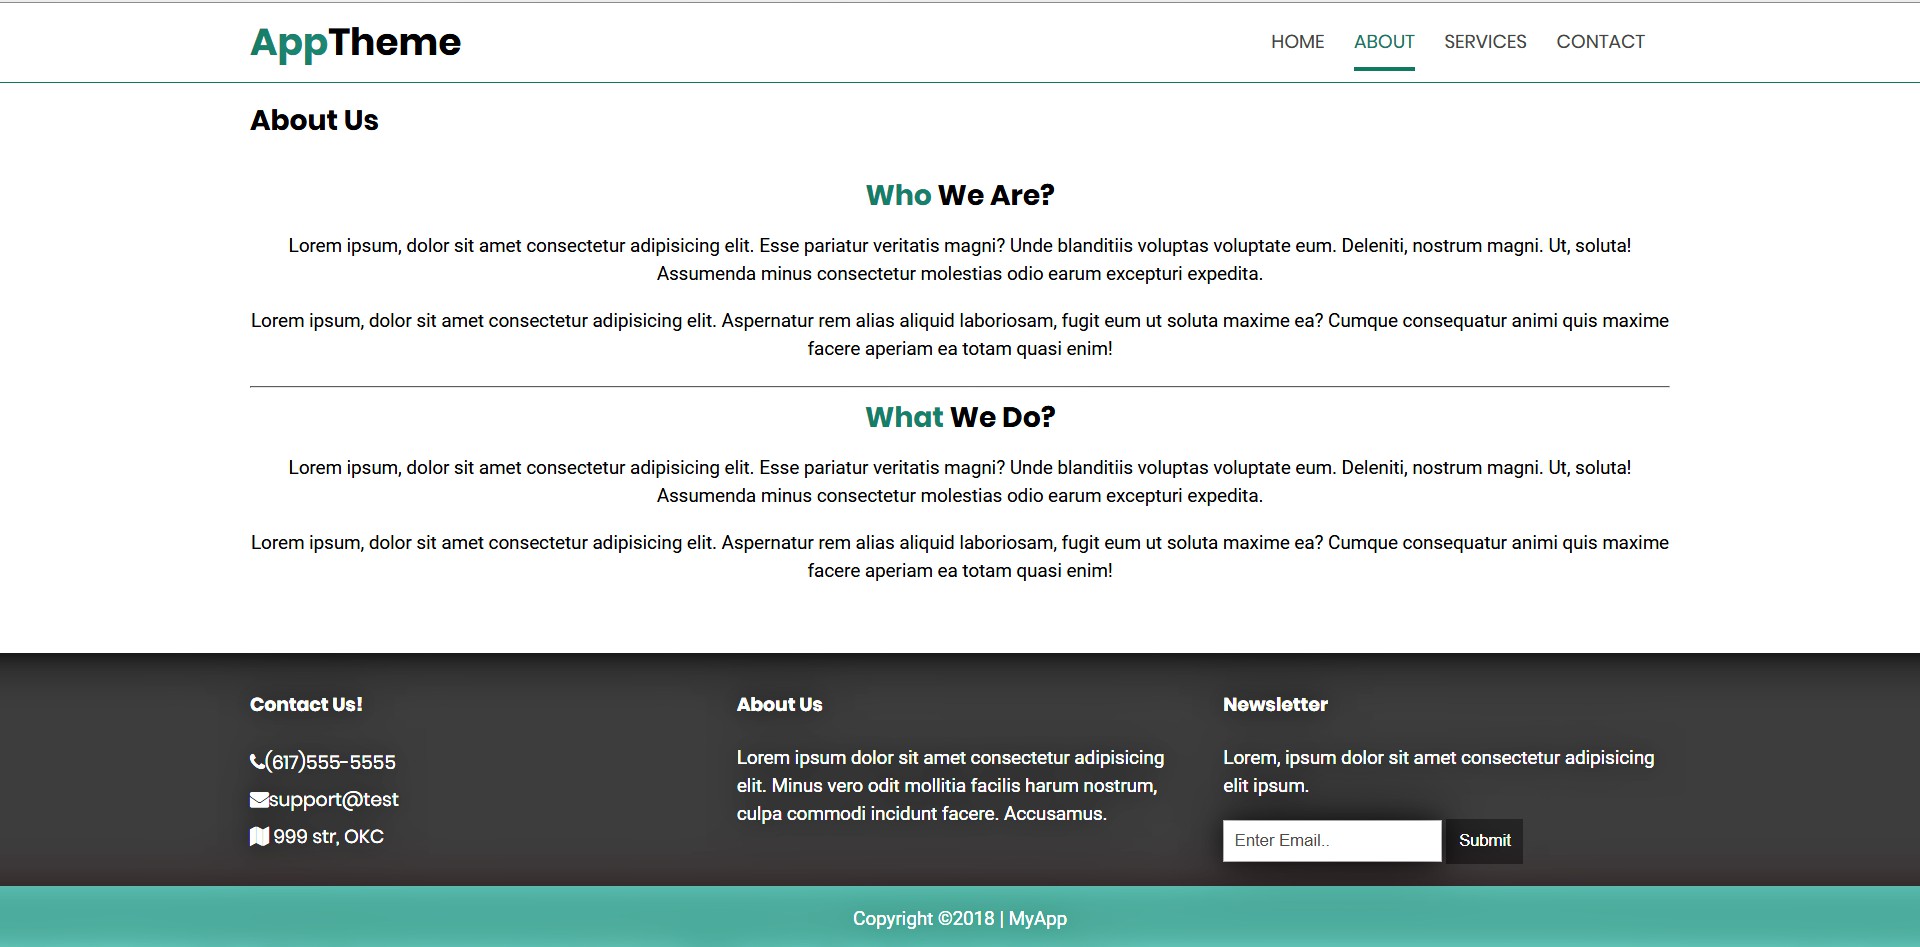 AppTheme
HOME ABOUT SERVICES CONTACT
About Us
Who We Are?
Lorem ipsum, dolor sit amet consectetur adipisicing elit. Esse pariatur veritatis magni? Unde blanditiis voluptas voluptate eum. Deleniti, nostrum magni. Ut, soluta!
Assumenda minus consectetur molestias odio earum excepturi expedita.
Lorem ipsum, dolor sit amet consectetur adipisicing elit. Aspernatur rem alias aliquid laboriosam, fugit eum ut soluta maxime ea? Cumque consequatur animi quis maxime
facere aperiam ea totam quasi enim!
What We Do?
Lorem ipsum, dolor sit amet consectetur adipisicing elit. Esse pariatur veritatis magni? Unde blanditiis voluptas voluptate eum. Deleniti, nostrum magni. Ut, soluta!
Assumenda minus consectetur molestias odio earum excepturi expedita.
Lorem ipsum, dolor sit amet consectetur adipisicing elit. Aspernatur rem alias aliquid laboriosam, fugit eum ut soluta maxime ea? Cumque consequatur animi quis maxime
facere aperiam ea totam quasi enim!
Contact Us!
(617)555-5555
support@test
999 str, OKC
About Us
Lorem ipsum dolor sit amet consectetur adipisicing
elit. Minus vero odit mollitia facilis harum nostrum,
culpa commodi incidunt facere. Accusamus.
Newsletter
Lorem, ipsum dolor sit amet consectetur adipisicing
elit ipsum.
Enter Email.. Submit
Copyright ©2018 | MyApp